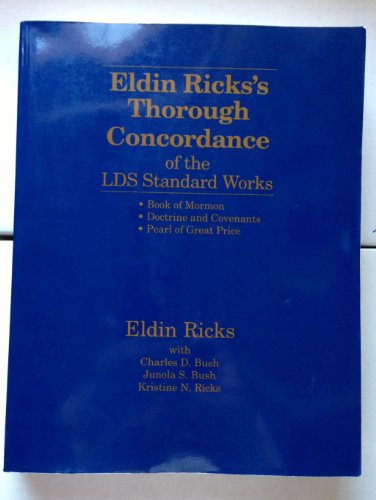 Eldin Ricks's
Thorough
Concordance
of the
LDS Standard Works
• Book of Mormon
• Doctrine and Covenants
• Pearl of Great Price
Eldin Ricks
with
Charles D. Bush
Junola S. Bush
Kristine N. Ricks